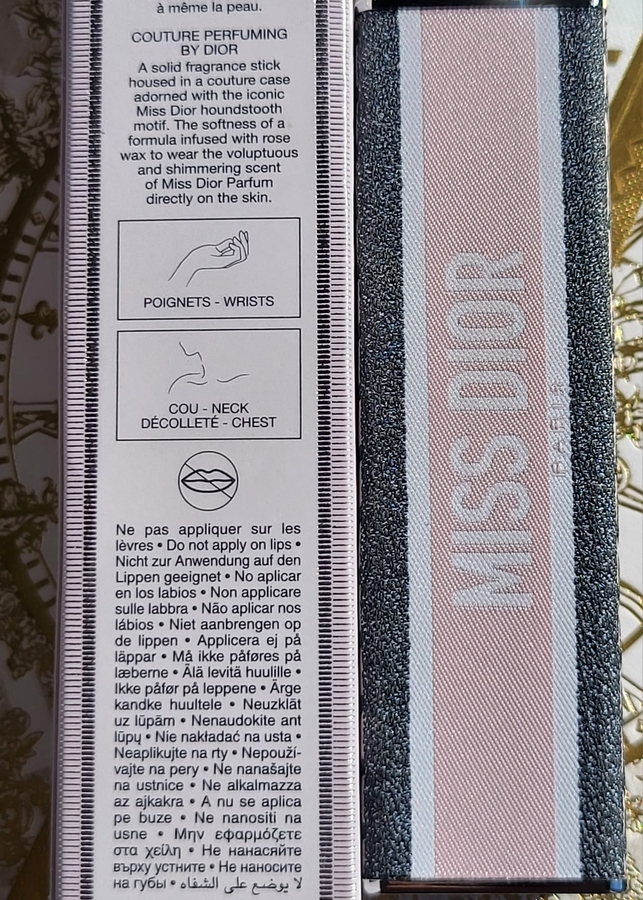 à même la peau.
COUTURE PERFUMING
BY DIOR
A solid fragrance stick
housed in a couture case
adorned with the iconic
Miss Dior houndstooth
motif. The softness of a
formula infused with rose
wax to wear the voluptuous
and shimmering scent
of Miss Dior Parfum
directly on the skin.
POIGNETS - WRISTS
COU - NECK
DÉCOLLETÉ - CHEST
Ne pas appliquer sur les
lèvres • Do not apply on lips •
Nicht zur Anwendung auf den
Lippen geeignet • No aplicar
en los labios • Non applicare
sulle labbra • Não aplicar nos
lábios • Niet aanbrengen op
de lippen • Applicera ej på
läppar • Må ikke påføres på
læberne • Älä levitä huulille •
Ikke påfør på leppene • Ärge
kandke huultele • Neuzklāt
uz lūpām • Nenaudokite ant
lūpų • Nie nakładać na usta •
Neaplikujte na rty • Nepouží-
vajte na pery • Ne nanašajte
na ustnice • Ne alkalmazza
az ajkakra • A nu se aplica
pe buze • Ne nanositi na
usne • Μην εφαρμόζετε
στα χείλη • Не нанасяйте
върху устните • Не наносите
на губы • لا يوضع على الشفاه
MISS DIOR
PARIS